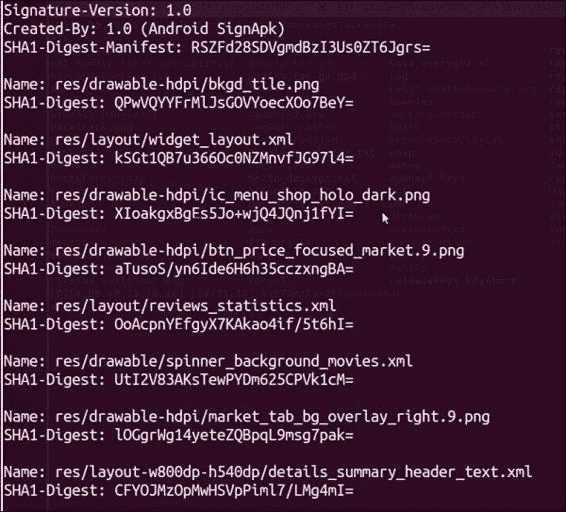 Signature-Version: 1.0
Created-By: 1.0 (Android SignApk)
SHA1-Digest-Manifest: RSZFd28SDVgmdBzI3Us0ZT6Jgrs=
Name: res/drawable-hdpi/bkgd_tile.png
SHA1-Digest: QPwVQYYFrMlJsGOVYoecXOo7BeY=
Name: res/layout/widget_layout.xml
SHA1-Digest: kSGt1QB7u366Oc0NZMnvfJG97l4=
Name: res/drawable-hdpi/ic_menu_shop_holo_dark.png
SHA1-Digest: XIoakgxBgEs5Jo+wjQ4JQnj1fYI=
Name: res/drawable-hdpi/btn_price_focused_market.9.png
SHA1-Digest: aTusoS/yn6Ide6H6h35cczxngBA=
Name: res/layout/reviews_statistics.xml
SHA1-Digest: OoAcpnYEfgyX7KAkao4if/5t6hI=
Name: res/drawable/spinner_background_movies.xml
SHA1-Digest: UtI2V83AKsTewPYDm625CPVk1cM=
Name: res/drawable-hdpi/market_tab_bg_overlay_right.9.png
SHA1-Digest: lOGgrWg14yeteZQBpqL9msg7pak=
Name: res/layout-w800dp-h540dp/details_summary_header_text.xml
SHA1-Digest: CFYOJMzOpMwHSVpPiml7/LMg4mI=